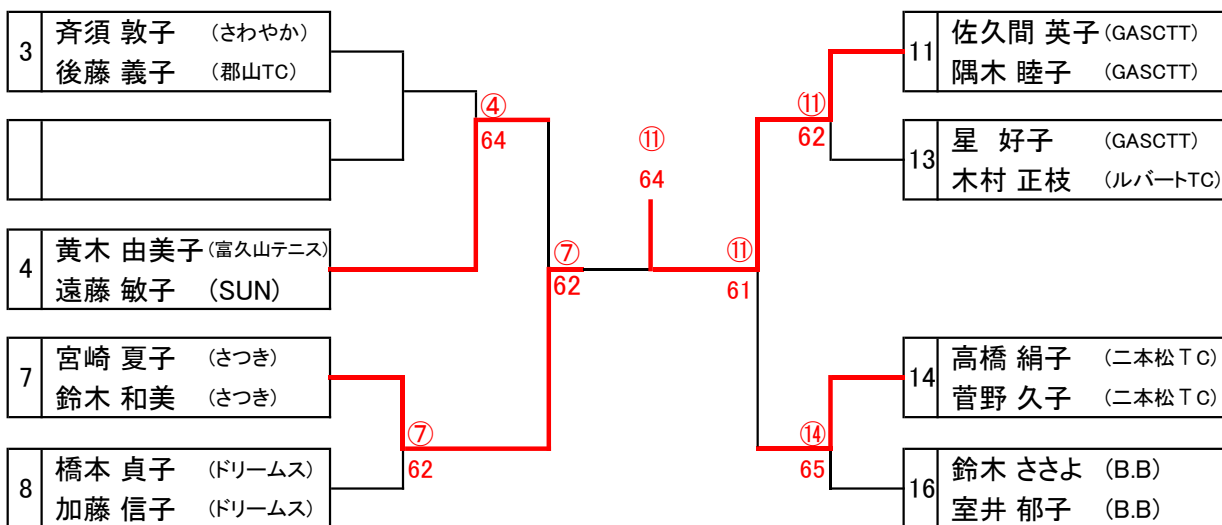 3
斉須 敦子 (さわやか)
後藤 義子 (郡山TC)
4
黄木 由美子 (富久山テニス)
遠藤 敏子 (SUN)
7
宮崎 夏子 (さつき)
鈴木 和美 (さつき)
8
橋本 貞子 (ドリームス)
加藤 信子 (ドリームス)
④
64
⑦
62
⑦
62
⑪
64
⑪
61
⑪
62
⑭
65
11
佐久間 英子 (GASCTT)
隅木 睦子 (GASCTT)
13
星 好子 (GASCTT)
木村 正枝 (ルバートTC)
14
高橋 絹子 (二本松TC)
菅野 久子 (二本松TC)
16
鈴木 ささよ (B.B)
室井 郁子 (B.B)